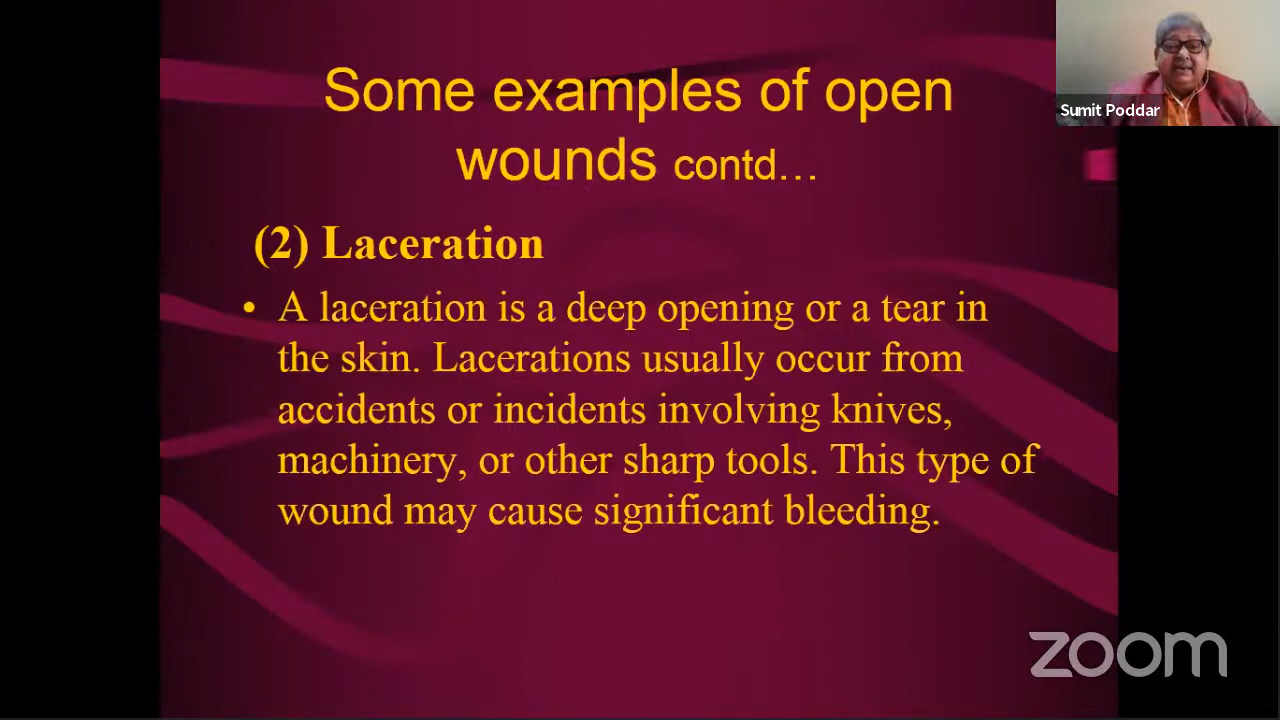 Some examples of open
wounds contd...
Sumit Poddar
(2) Laceration
• A laceration is a deep opening or a tear in
the skin. Lacerations usually occur from
accidents or incidents involving knives,
machinery, or other sharp tools. This type of
wound may cause significant bleeding.
zoom